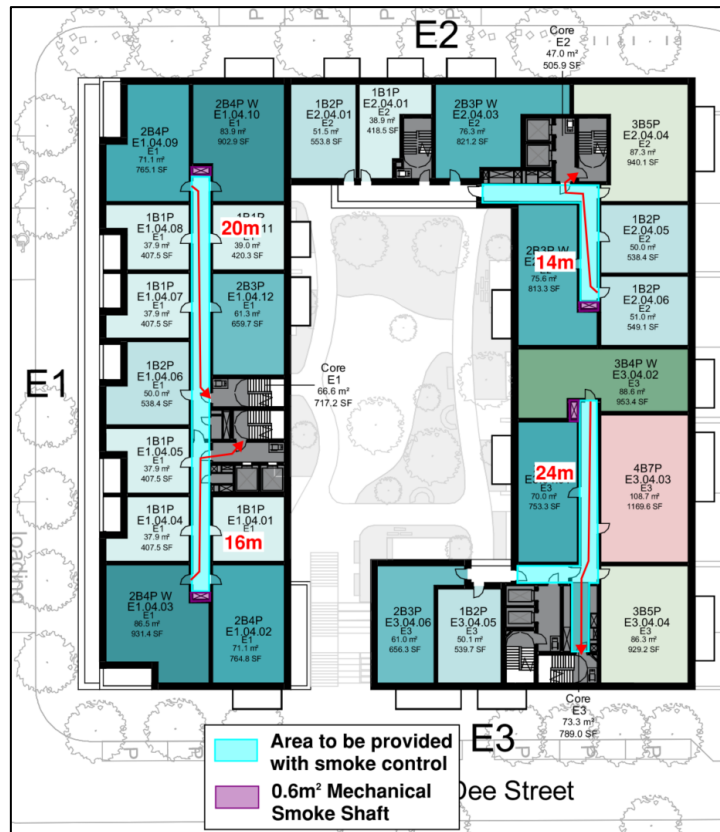 E2
Core
E2
47.0 m²
505.9 SF
2B4P
E1.04.09
E1
71.1 m²
765.1 SF
2B4P W
E1.04.10
E1
83.9 m²
902.9 SF
1B2P
E2.04.01
E2
51.5 m²
553.8 SF
1B1P
E2.04.01
E2
38.9 m²
418.5 SF
2B3P W
E2.04.03
E2
76.3 m²
821.2 SF
3B5P
E2.04.04
E2
87.3 m²
940.1 SF
1B1P
E1.04.08
E1
37.9 m²
407.5 SF
20m
1B1P
11
39.0 m²
420.3 SF
2B3P W
E2
75.6 m²
813.3 SF
14m
1B2P
E2.04.05
E2
50.0 m²
538.4 SF
1B1P
E1.04.07
E1
37.9 m²
407.5 SF
2B3P
E1.04.12
E1
61.3 m²
659.7 SF
1B2P
E2.04.06
E2
51.0 m²
549.1 SF
E1
1B2P
E1.04.06
E1
50.0 m²
538.4 SF
Core
E1
66.6 m²
717.2 SF
3B4P W
E3.04.02
E3
88.6 m²
953.4 SF
1B1P
E1.04.05
E1
37.9 m²
407.5 SF
24m
70.0 m²
753.3 SF
4B7P
E3.04.03
E3
108.7 m²
1169.6 SF
1B1P
E1.04.04
E1
37.9 m²
407.5 SF
1B1P
E1.04.01
E1
16m
loading
2B4P W
E1.04.03
E1
86.5 m²
931.4 SF
2B4P
E1.04.02
E1
71.1 m²
764.8 SF
2B3P
E3.04.06
E3
61.0 m²
656.3 SF
1B2P
E3.04.05
E3
50.1 m²
539.7 SF
3B5P
E3.04.04
E3
86.3 m²
929.2 SF
Core
E3
73.3 m²
789.0 SF
E3
Area to be provided
with smoke control
0.6m² Mechanical
Smoke Shaft
Dee Street